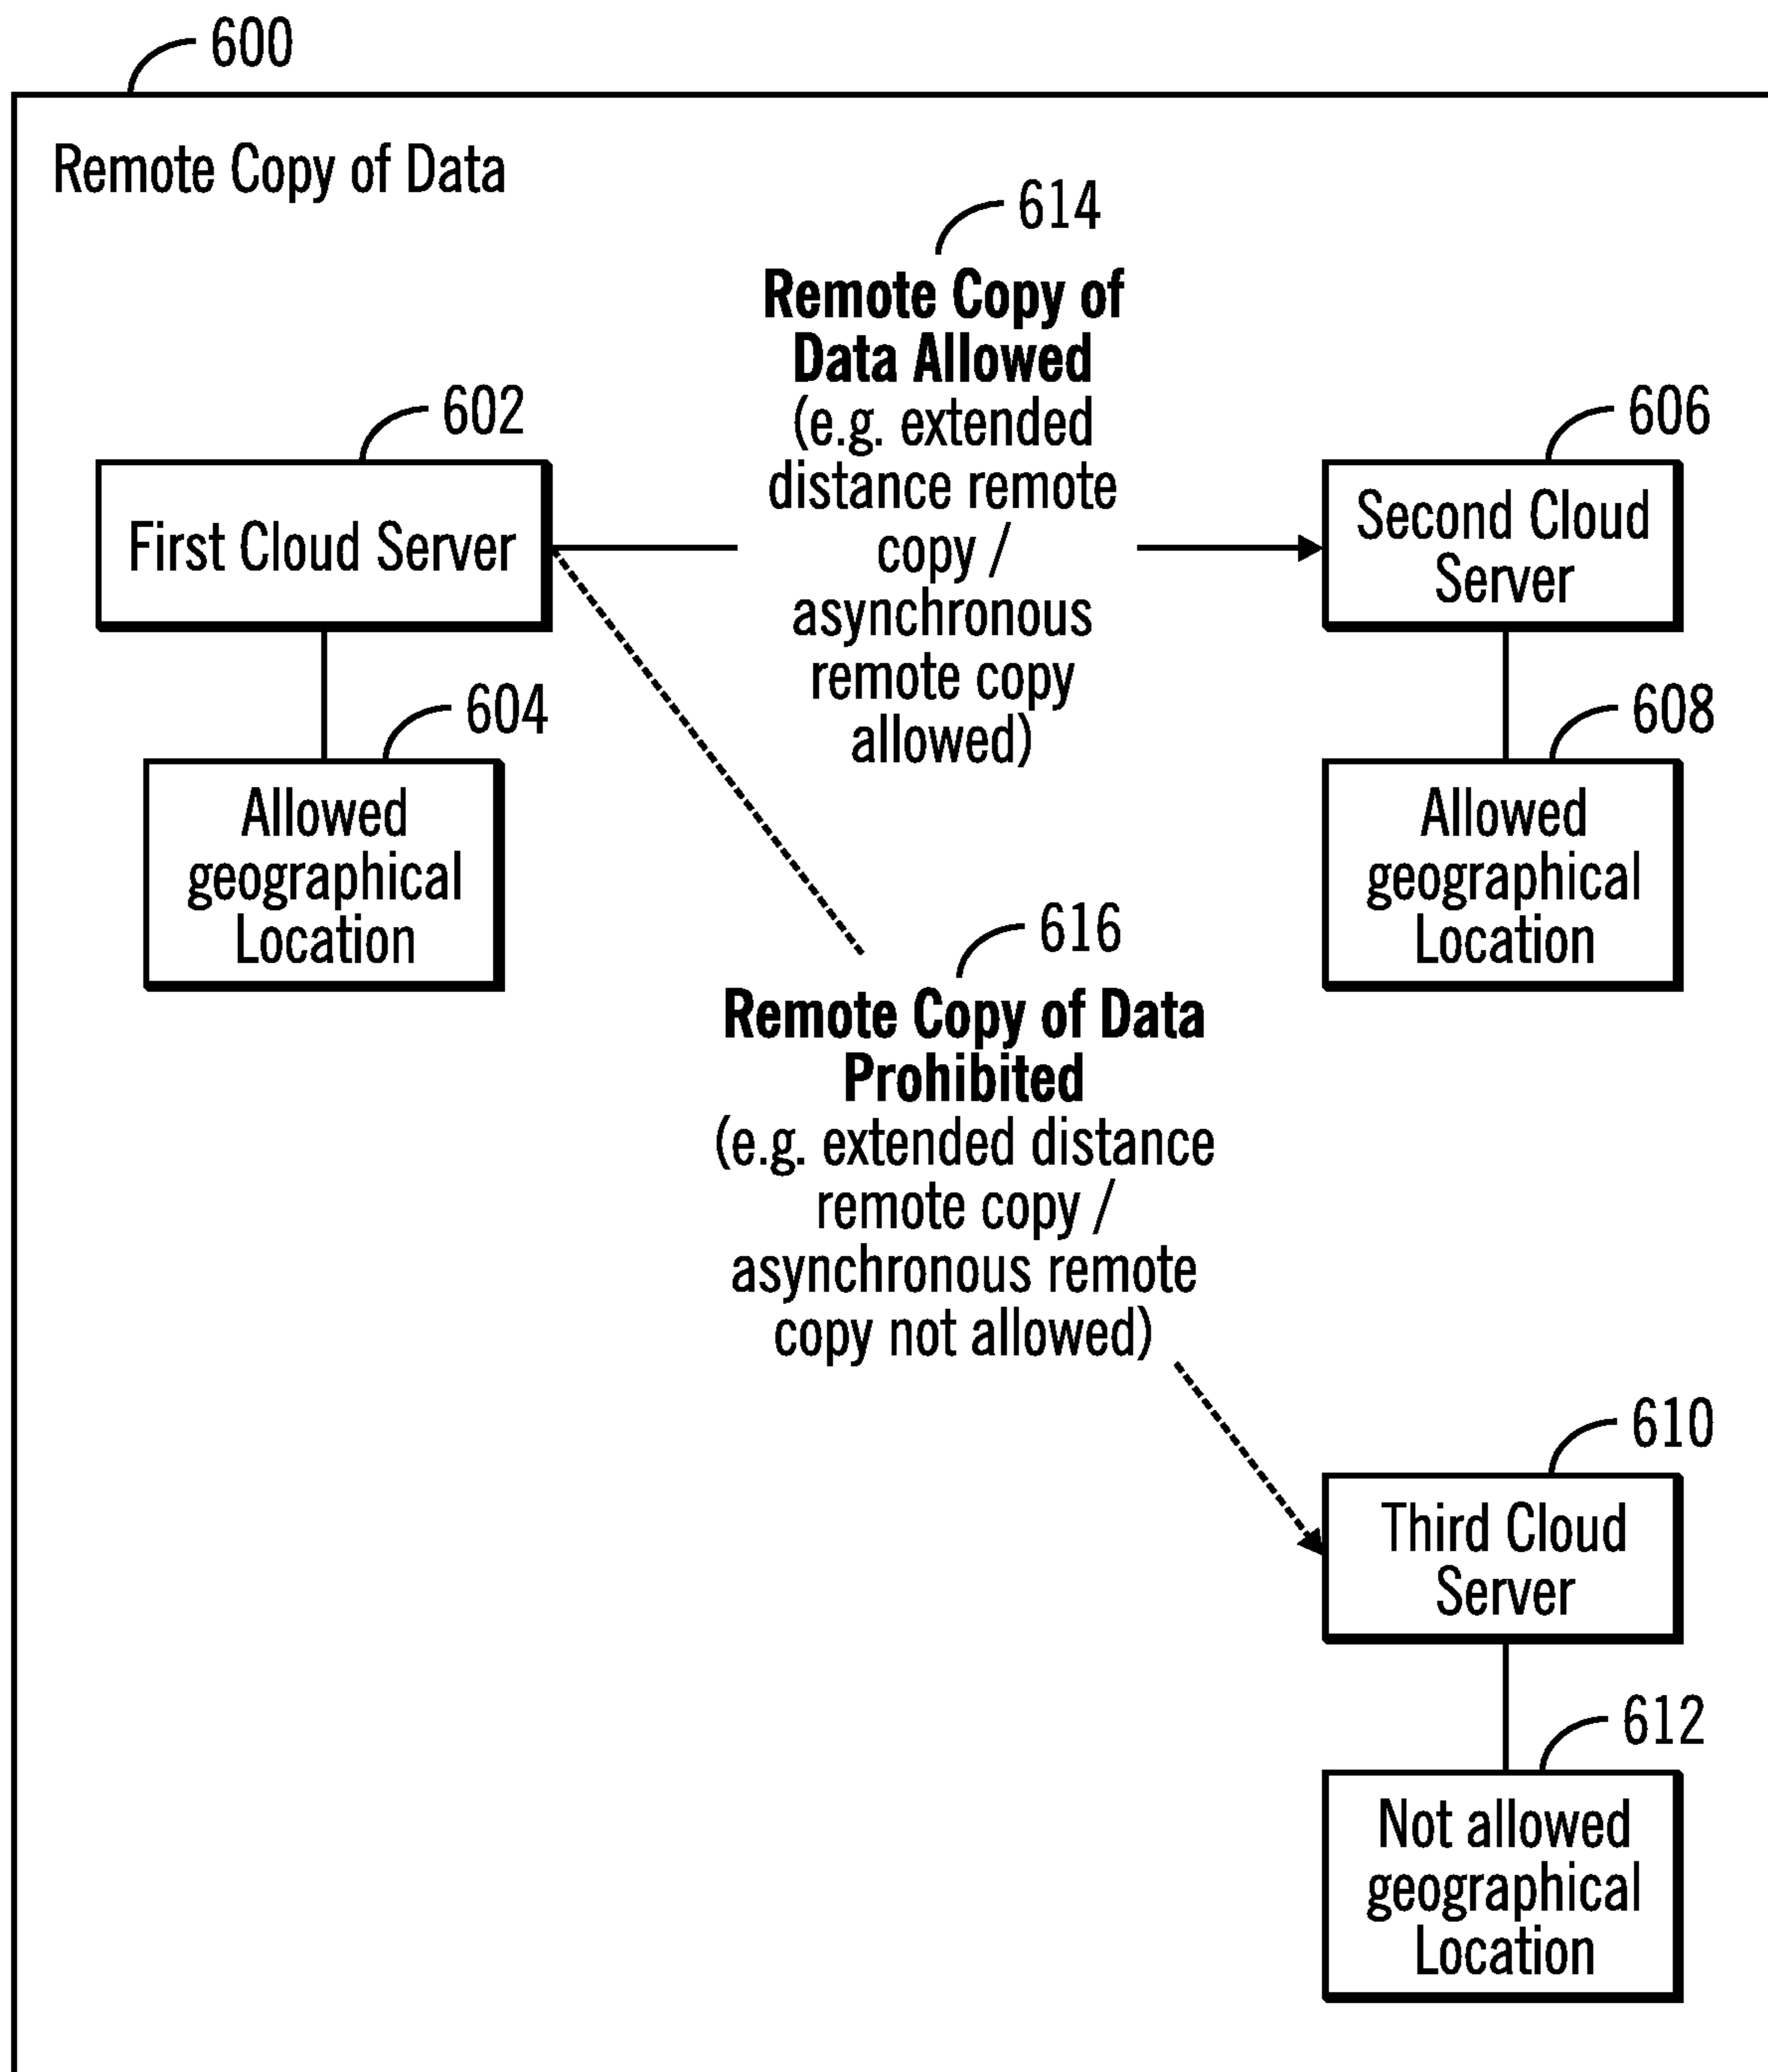 600
Remote Copy of Data
614
Remote Copy of
Data Allowed
(e.g. extended
distance remote
copy /
asynchronous
remote copy
allowed)
602
First Cloud Server
606
Second Cloud
Server
604
Allowed
geographical
Location
608
Allowed
geographical
Location
616
Remote Copy of Data
Prohibited
(e.g. extended distance
remote copy /
asynchronous remote
copy not allowed)
610
Third Cloud
Server
612
Not allowed
geographical
Location